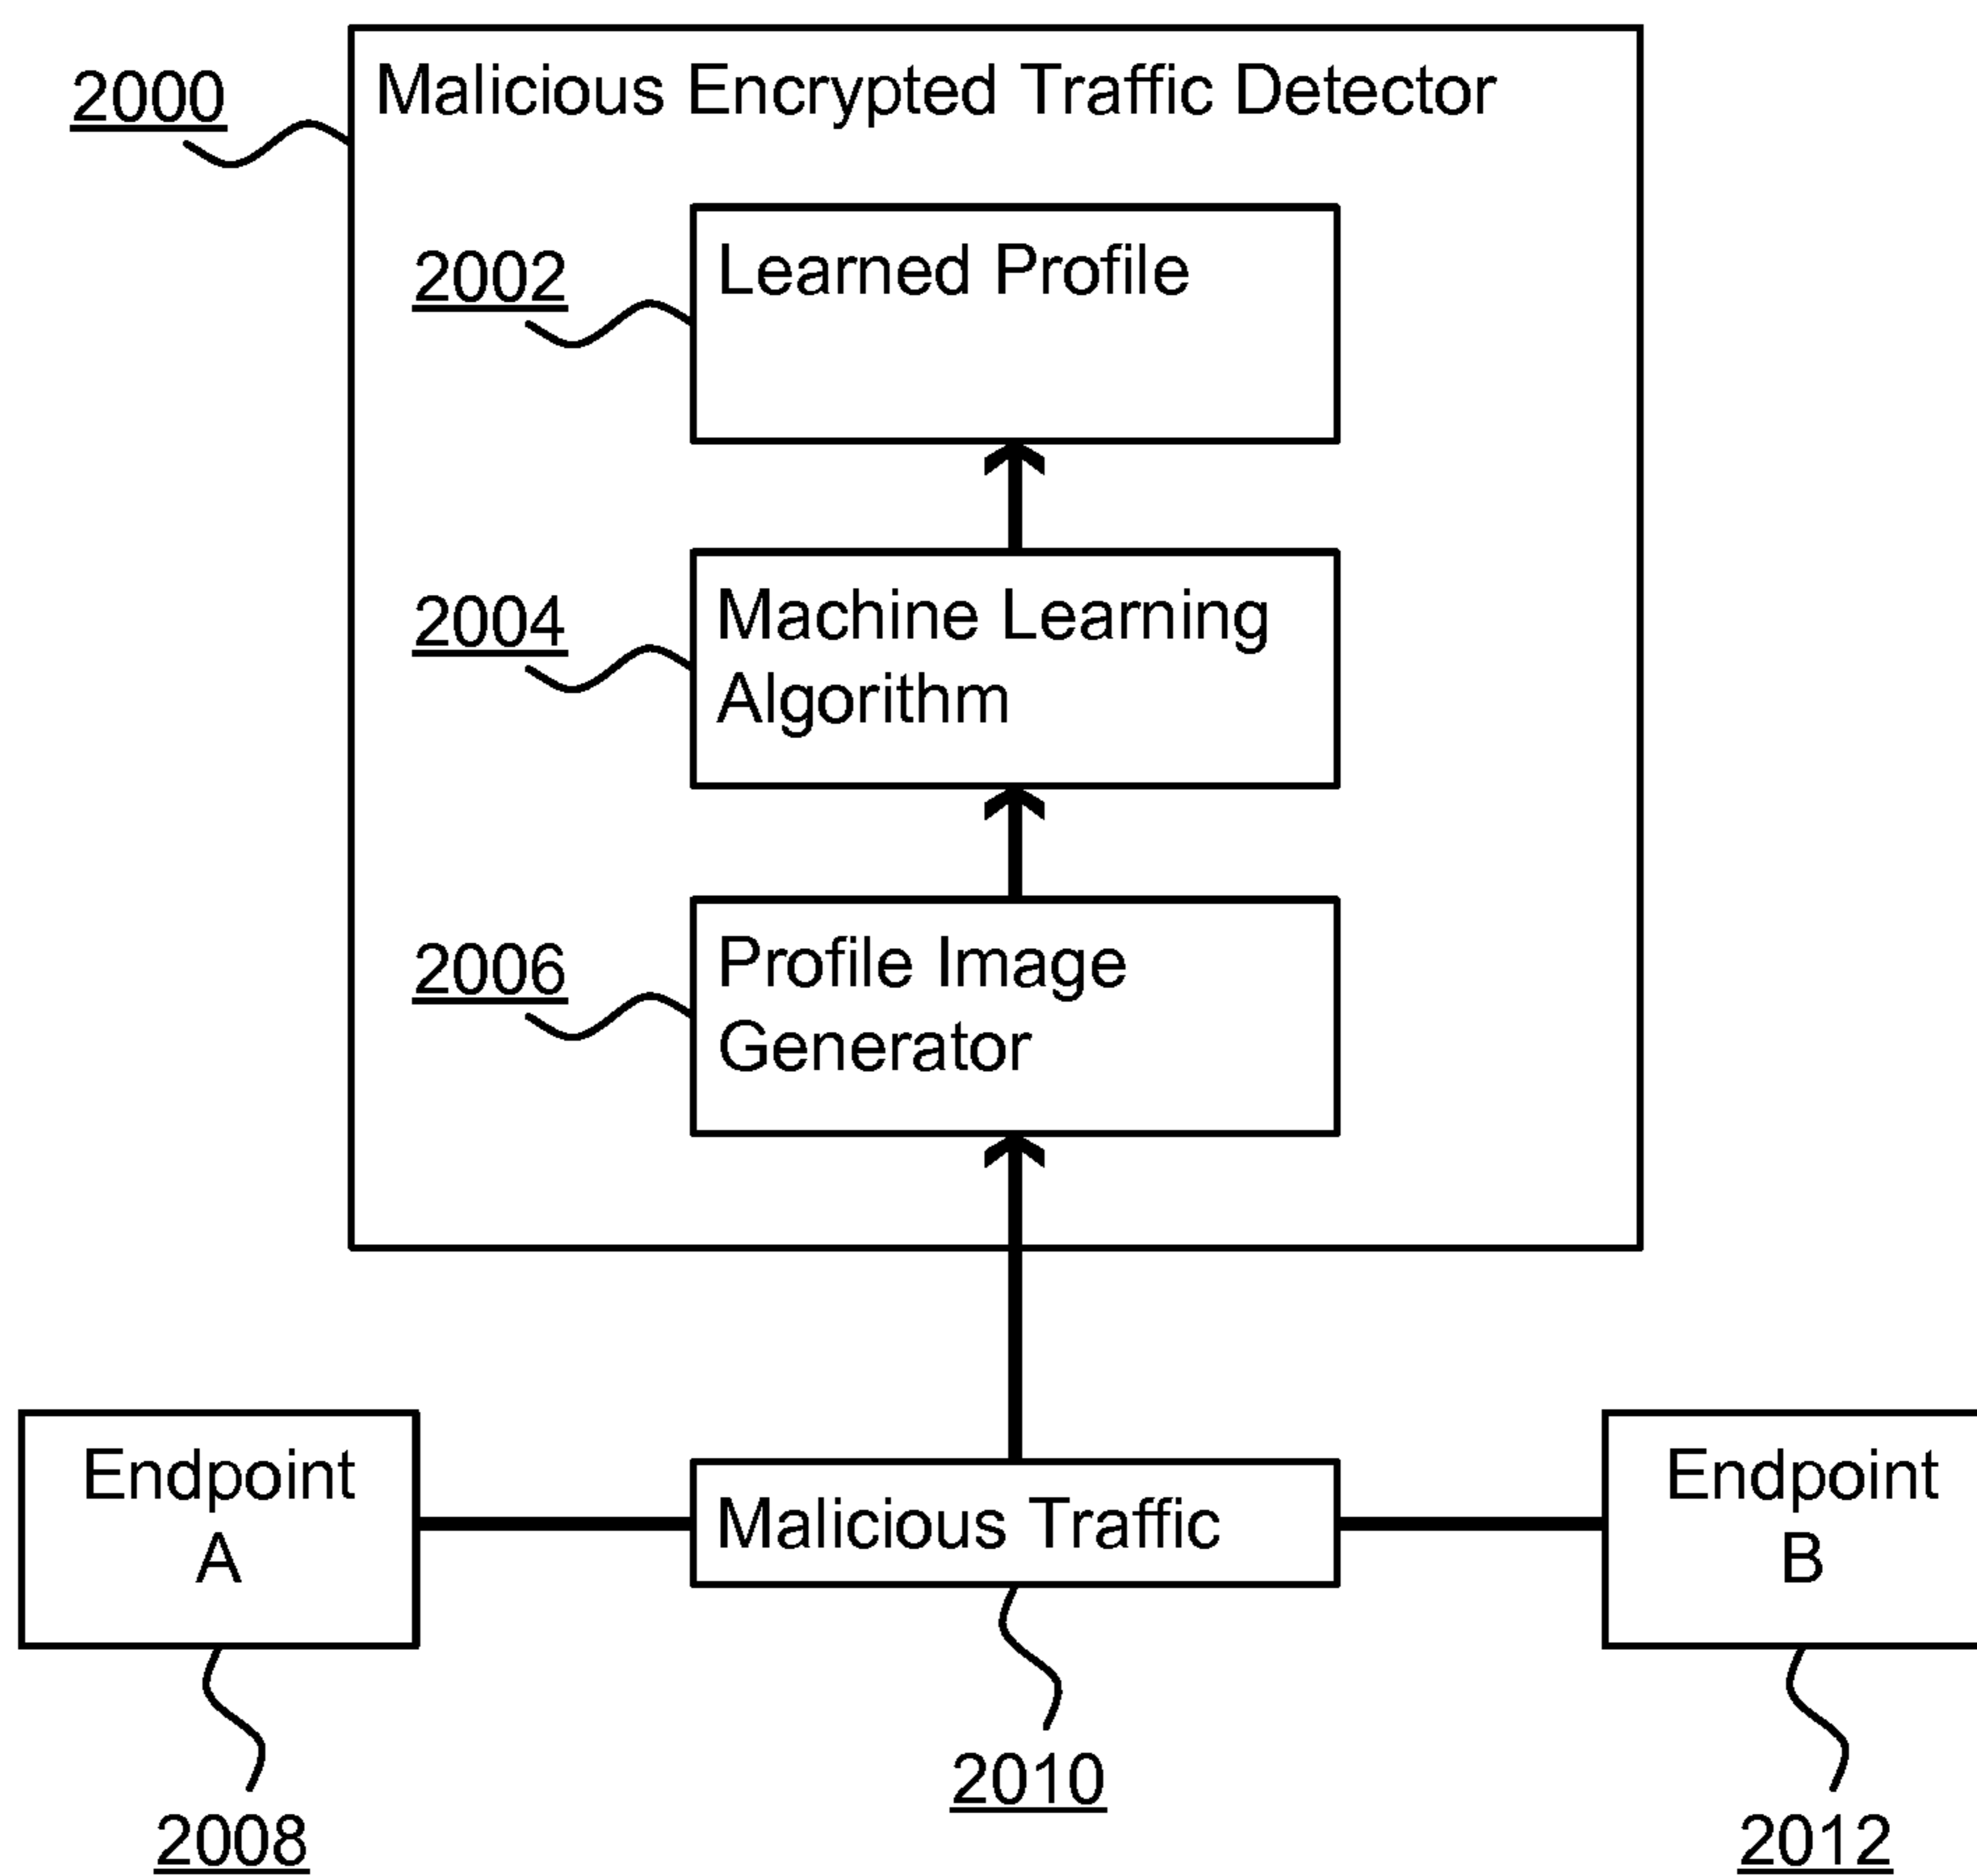 2000
Malicious Encrypted Traffic Detector
2002
Learned Profile
2004
Machine Learning
Algorithm
2006
Profile Image
Generator
Endpoint
A
Malicious Traffic
Endpoint
B
2008
2010
2012